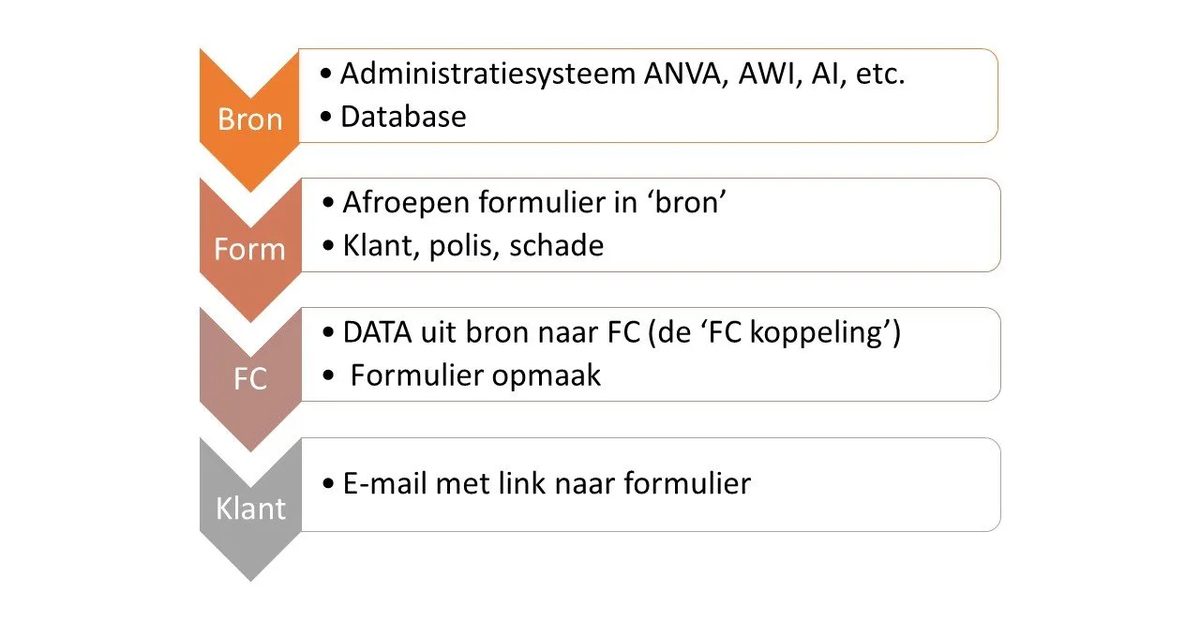 Bron
• Administratiesysteem ANVA, AWI, AI, etc.
• Database
Form
• Afroepen formulier in ‘bron’
• Klant, polis, schade
FC
• DATA uit bron naar FC (de ‘FC koppeling’)
• Formulier opmaak
Klant
• E-mail met link naar formulier